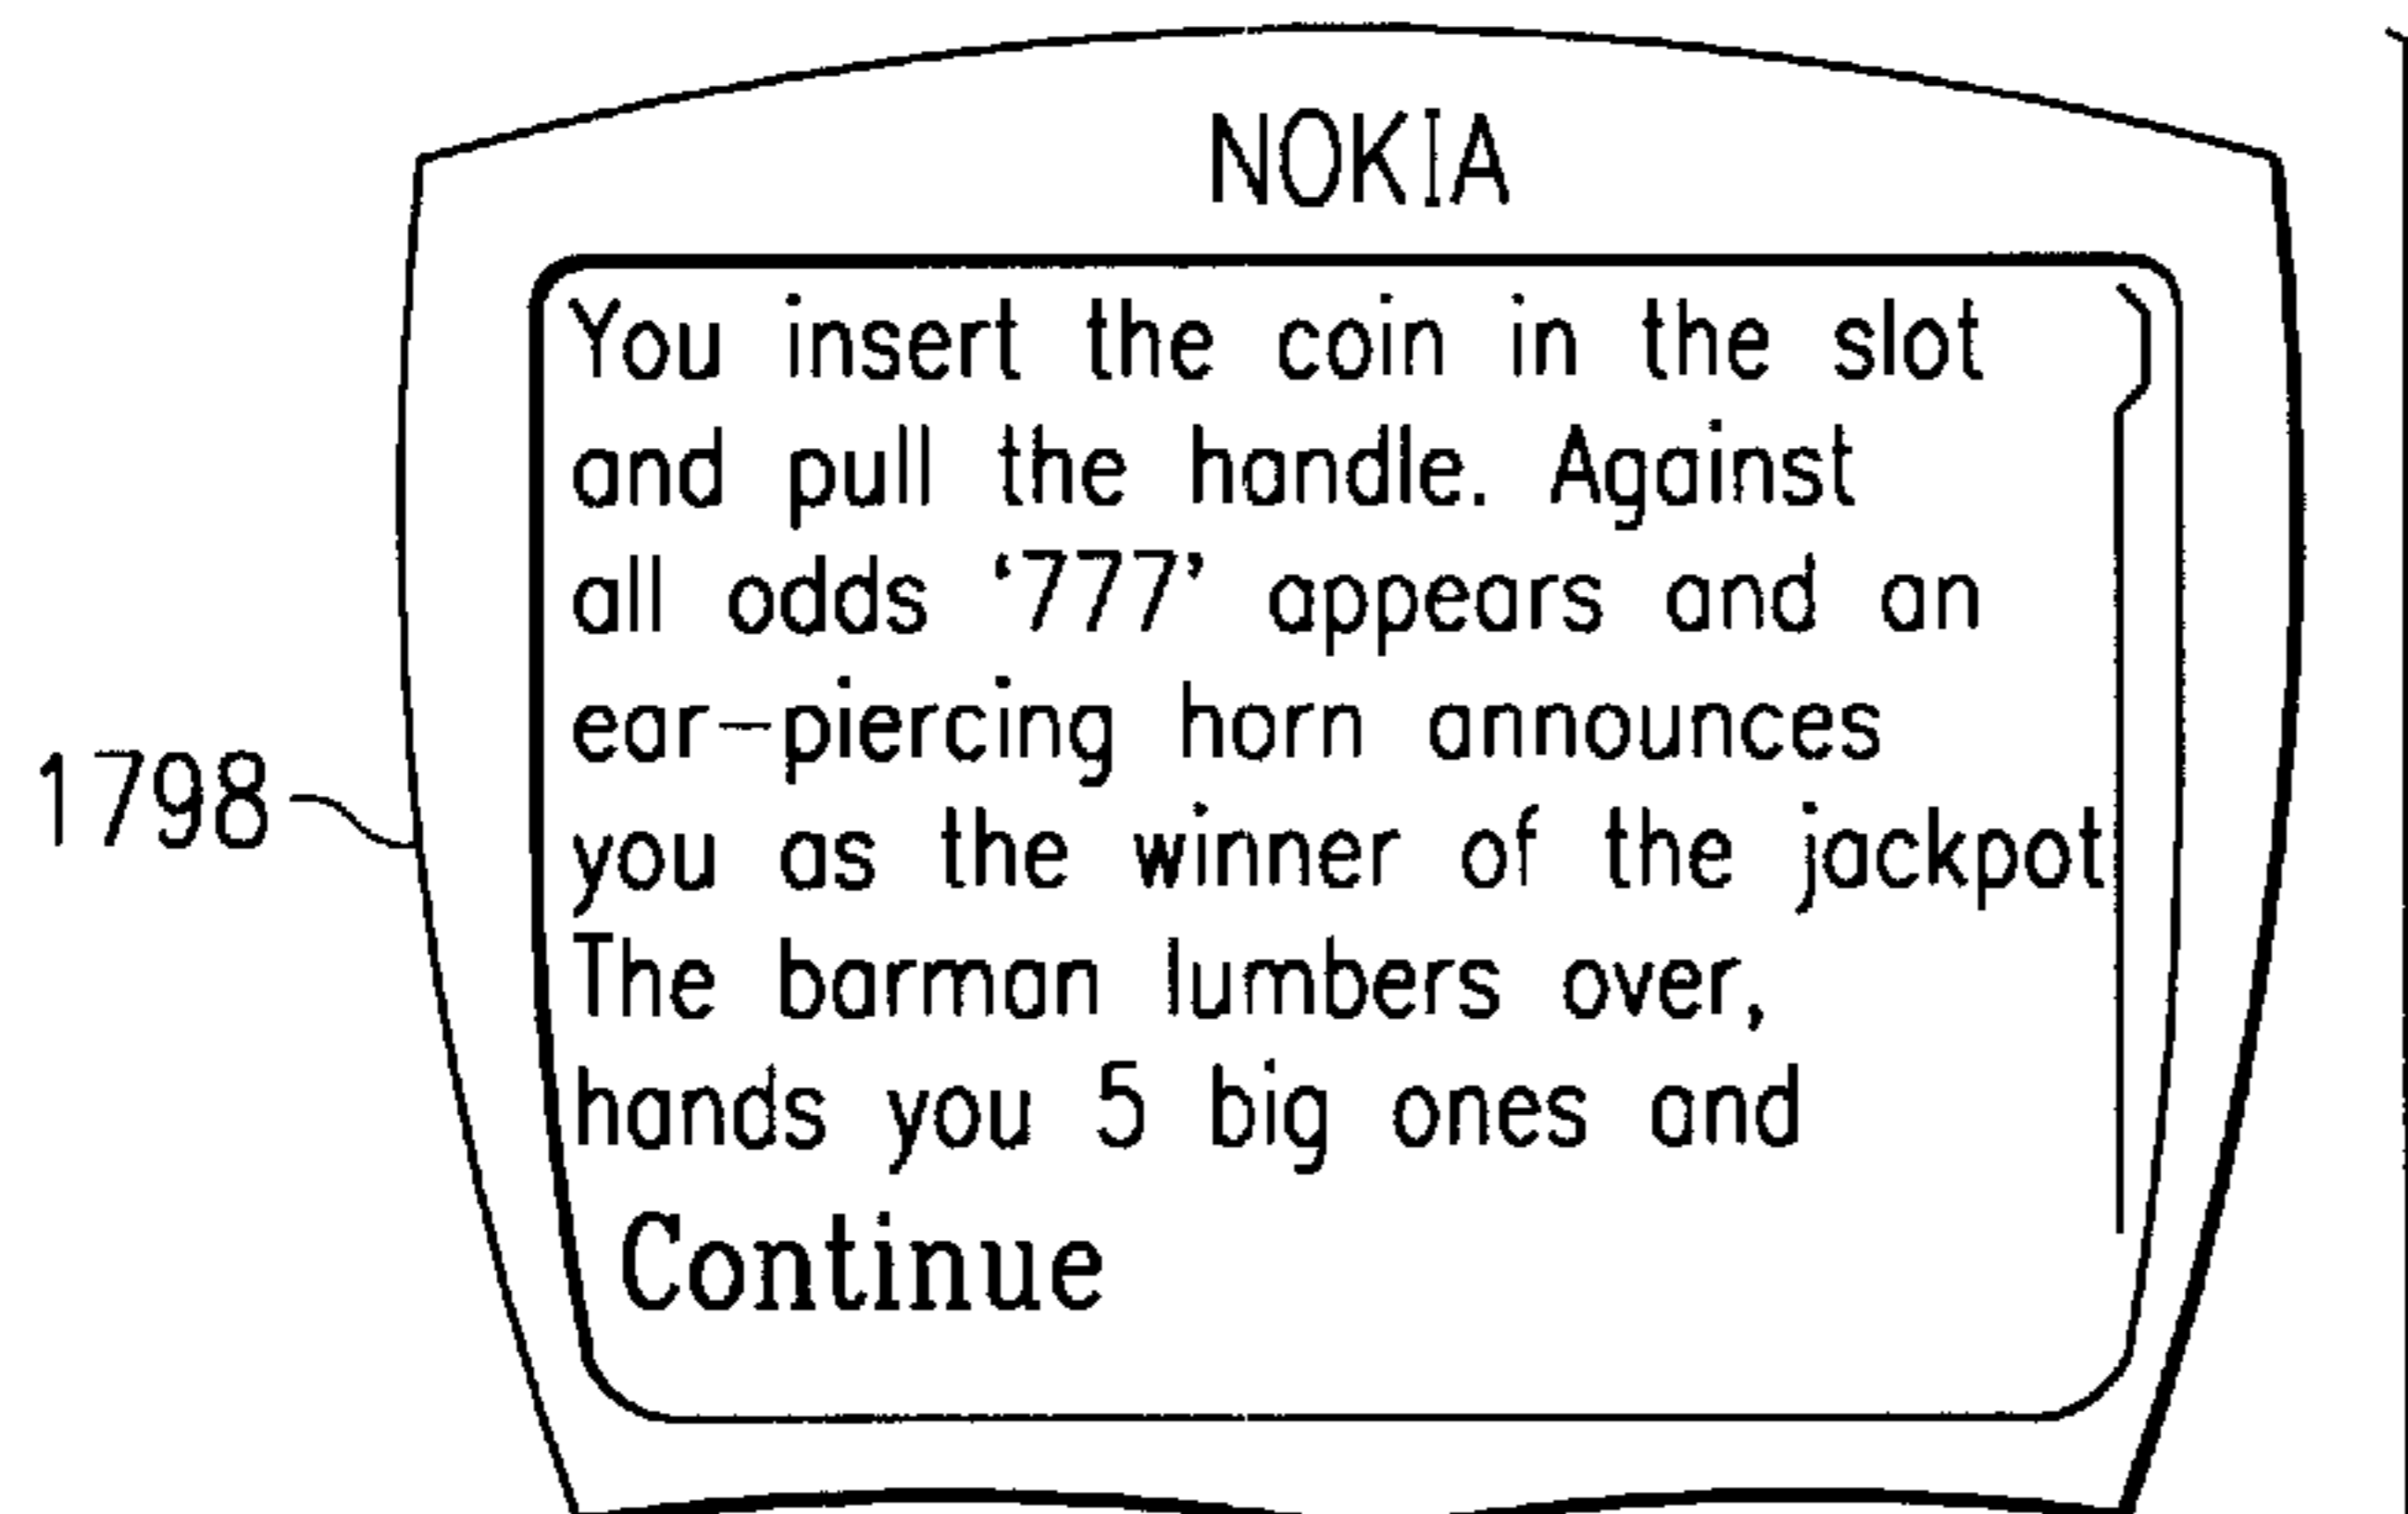 NOKIA
You insert the coin in the slot
and pull the handle. Against
all odds ‘777’ appears and an
ear-piercing horn announces
you as the winner of the jackpot
The barman lumbers over,
hands you 5 big ones and
Continue
1798